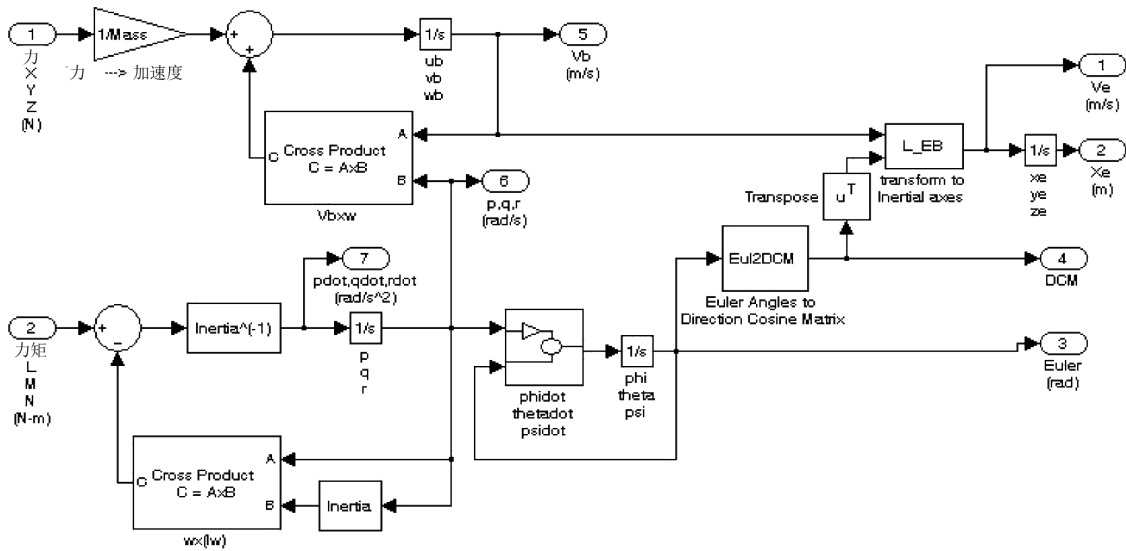 1
力
X
Y
Z
(N)
1/Mass
力 ---> 加速度
+
+
1/s
ub
vb
wb
5
Vb
(m/s)
Cross Product
C = AxB
C
A
B
Vbxw
6
p,q,r
(rad/s)
L_EB
transform to
Inertial axes
1
Ve
(m/s)
1/s
xe
ye
ze
2
Xe
(m)
Transpose
u^T
Eul2DCM
Euler Angles to
Direction Cosine Matrix
4
DCM
7
pdot,qdot,rdot
(rad/s^2)
2
力矩
L
M
N
(N-m)
+
−
Inertia^(-1)
1/s
p
q
r
phidot
thetadot
psidot
1/s
phi
theta
psi
3
Euler
(rad)
Cross Product
C = AxB
C
A
B
wx(Iw)
Inertia